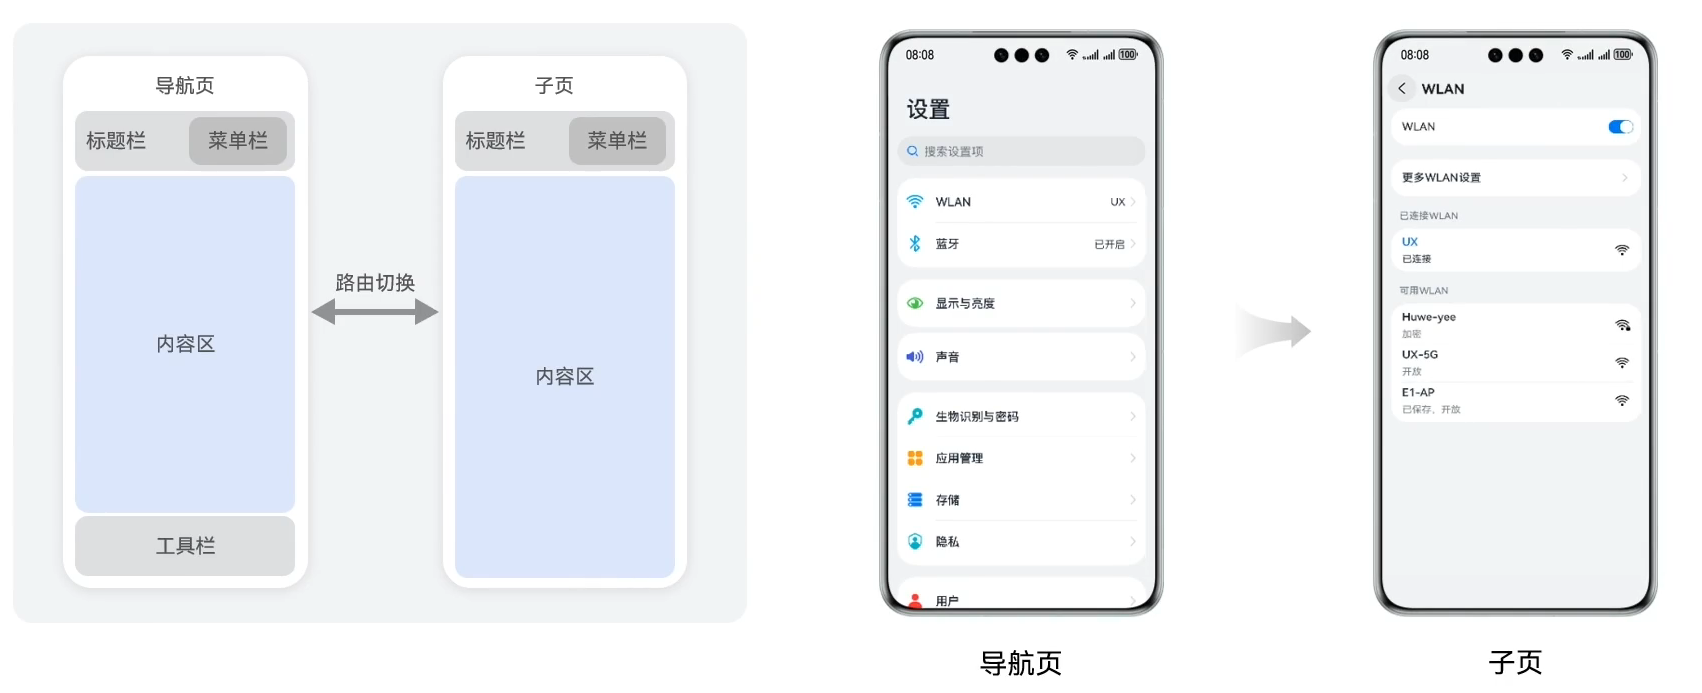 导航页
标题栏
菜单栏
内容区
工具栏
路由切换
子页
标题栏
菜单栏
内容区
08:08
100
设置
搜索设置项
WLAN
UX
蓝牙
已开启
显示与亮度
声音
生物识别与密码
应用管理
存储
隐私
用户
导航页
08:08
100
WLAN
WLAN
更多WLAN设置
已连接WLAN
UX
已连接
可用WLAN
Huwe-yee
加密
UX-5G
开放
E1-AP
已保存、开放
子页